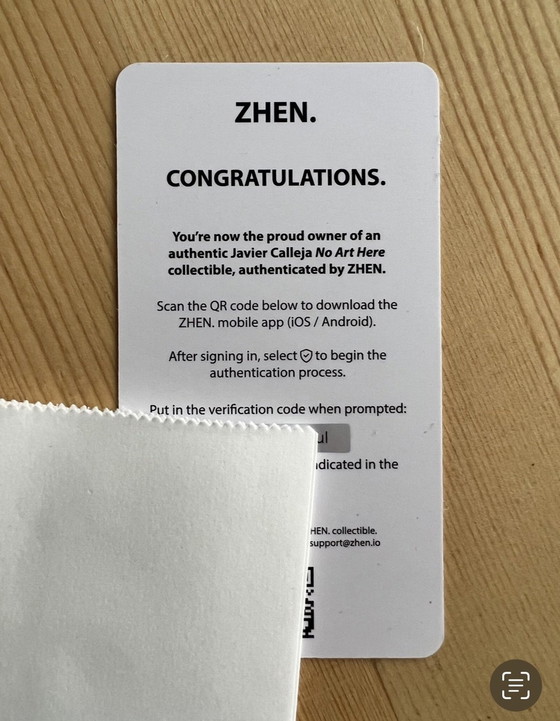 ZHEN.
CONGRATULATIONS.
You're now the proud owner of an
authentic Javier Calleja No Art Here
collectible, authenticated by ZHEN.
Scan the QR code below to download the
ZHEN. mobile app (iOS / Android).
After signing in, select to begin the
authentication process.
Put in the verification code when prompted:
in the
collectible.
support@zhen.io